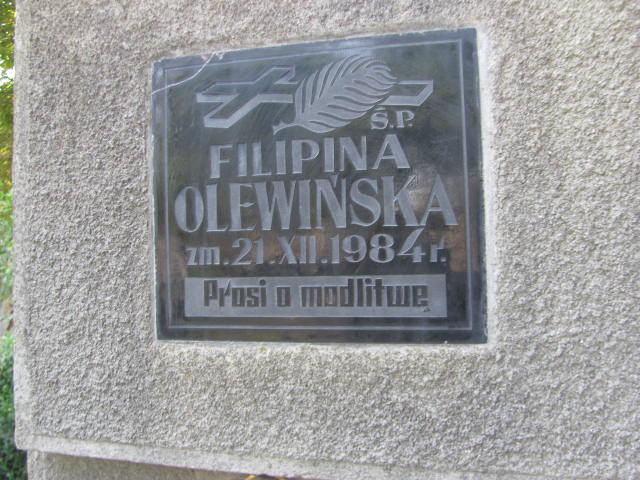 Ś.P.
FILIPINA
OLEWIŃSKA
zm. 21.XII.1984 r.
Prosi o modlitwę